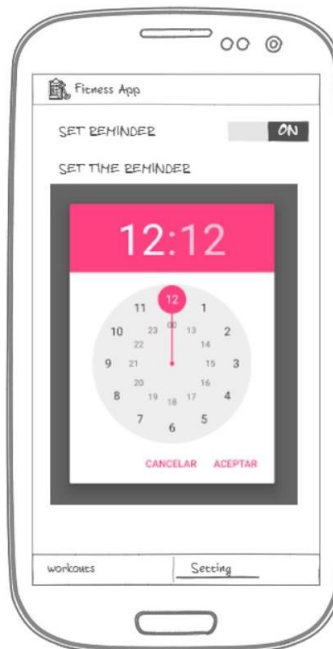 Fitness App
SET REMINDER ON
SET TIME REMINDER
12:12
12
11 1
00
23 13
10 2
22 14
9 21 15 3
20 16
8 4
19 17
18
7 5
6
CANCELAR ACEPTAR
workouts Setting